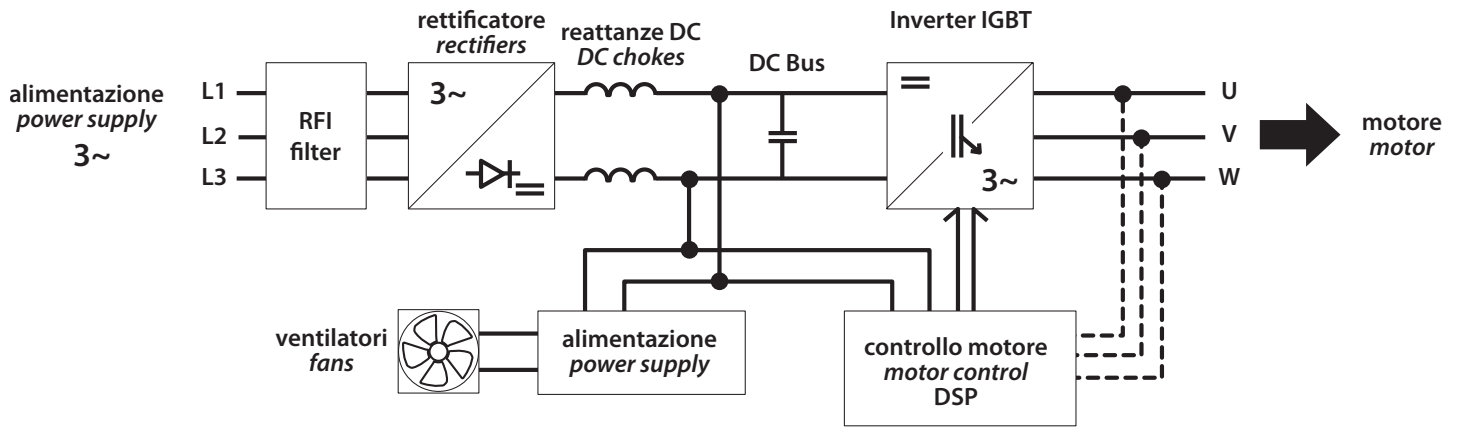 alimentazione
power supply
3~
L1
L2
L3
RFI
filter
rettificatore
rectifiers
3~
reattanze DC
DC chokes
DC Bus
Inverter IGBT
3~
U
V
W
motore
motor
ventilatori
fans
alimentazione
power supply
controllo motore
motor control
DSP